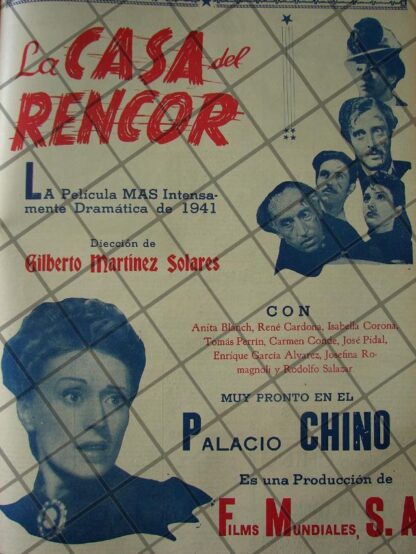 La CASA del
RENCOR
LA Película MAS Intensa-
mente Dramática de 1941
Dirección de
Gilberto Martínez Solares
CON
Anita Blanch, René Cardona, Isabella Corona,
Tomás Perrín, Carmen Conde, José Pidal,
Enrique García Alvarez, Josefina Ro-
magnoli y Rodolfo Salazar
MUY PRONTO EN EL
PALACIO CHINO
Es una Producción de
FILMS MUNDIALES, S. A